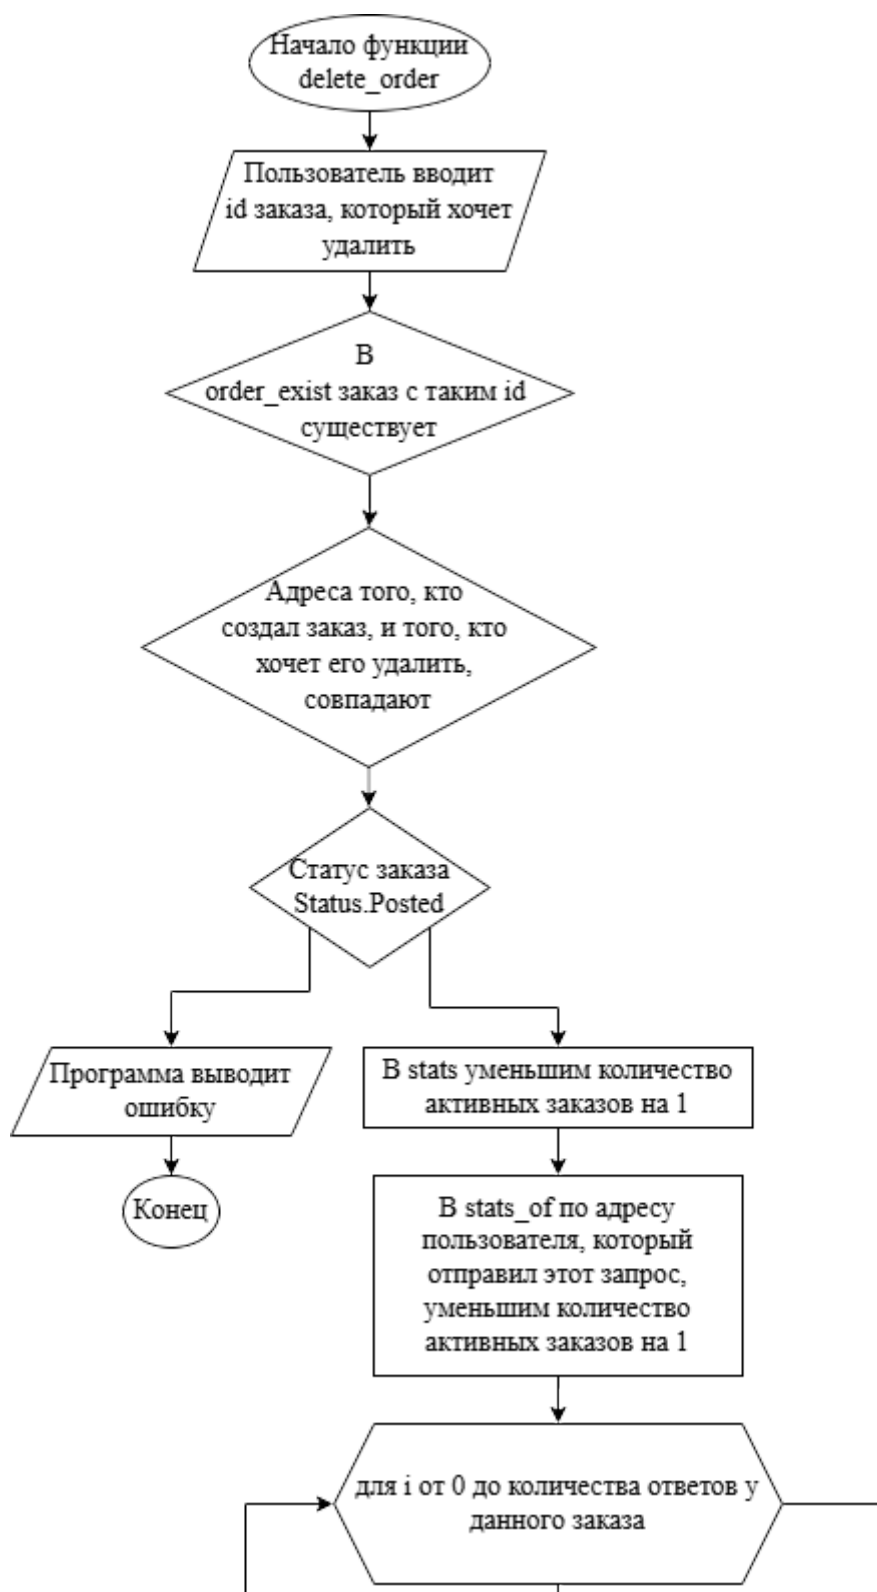 Начало функции
delete_order
Пользователь вводит
id заказа, который хочет
удалить
В
order_exist заказ с таким id
существует
Адреса того, кто
создал заказ, и того, кто
хочет его удалить,
совпадают
Статус заказа
Status.Posted
Программа выводит
ошибку
Конец
В stats уменьшим количество
активных заказов на 1
В stats_of по адресу
пользователя, который
отправил этот запрос,
уменьшим количество
активных заказов на 1
для i от 0 до количества ответов у
данного заказа